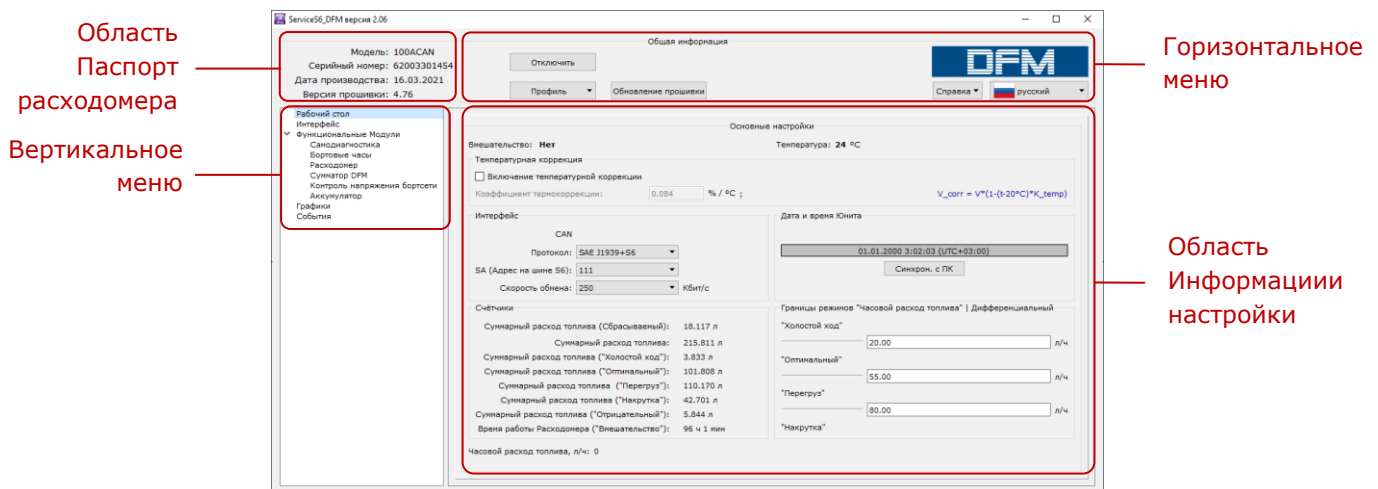 Область
Паспорт
расходомера
Вертикальное
меню
ServiceS6_DFM версия 2.06
Модель: 100ACAN
Серийный номер: 62003301454
Дата производства: 16.03.2021
Версия прошивки: 4.76
Общая информация
Отключить
Профиль
Обновление прошивки
DFM
Справка
русский
Рабочий стол
Интерфейс
Функциональные Модули
Самодиагностика
Бортовые часы
Расходомер
Сумматор DFM
Контроль напряжения бортсети
Аккумулятор
Графики
События
Основные настройки
Вмешательство: Нет
Температура: 24 °C
Температурная коррекция
Включение температурной коррекции
Коэффициент термокоррекции: 0.084 % / °C ;
V_corr = V*(1-(t-20°C)*K_temp)
Интерфейс
CAN
Протокол: SAE J1939+S6
SA (Адрес на шине S6): 111
Скорость обмена: 250 Кбит/с
Дата и время Юнита
01.01.2000 3:02:03 (UTC+03:00)
Синхрон. с ПК
Счётчики
Суммарный расход топлива (Сбрасываемый): 18.117 л
Суммарный расход топлива: 215.811 л
Суммарный расход топлива ("Холостой ход"): 3.833 л
Суммарный расход топлива ("Оптимальный"): 101.808 л
Суммарный расход топлива ("Перегруз"): 110.170 л
Суммарный расход топлива ("Накрутка"): 42.701 л
Суммарный расход топлива ("Отрицательный"): 5.844 л
Время работы Расходомера ("Вмешательство"): 96 ч 1 мин
Границы режимов "Часовой расход топлива" | Дифференциальный
"Холостой ход"
20.00 л/ч
"Оптимальный"
55.00 л/ч
"Перегруз"
80.00 л/ч
"Накрутка"
Часовой расход топлива, л/ч: 0
Горизонтальное
меню
Область
Информациии
настройки